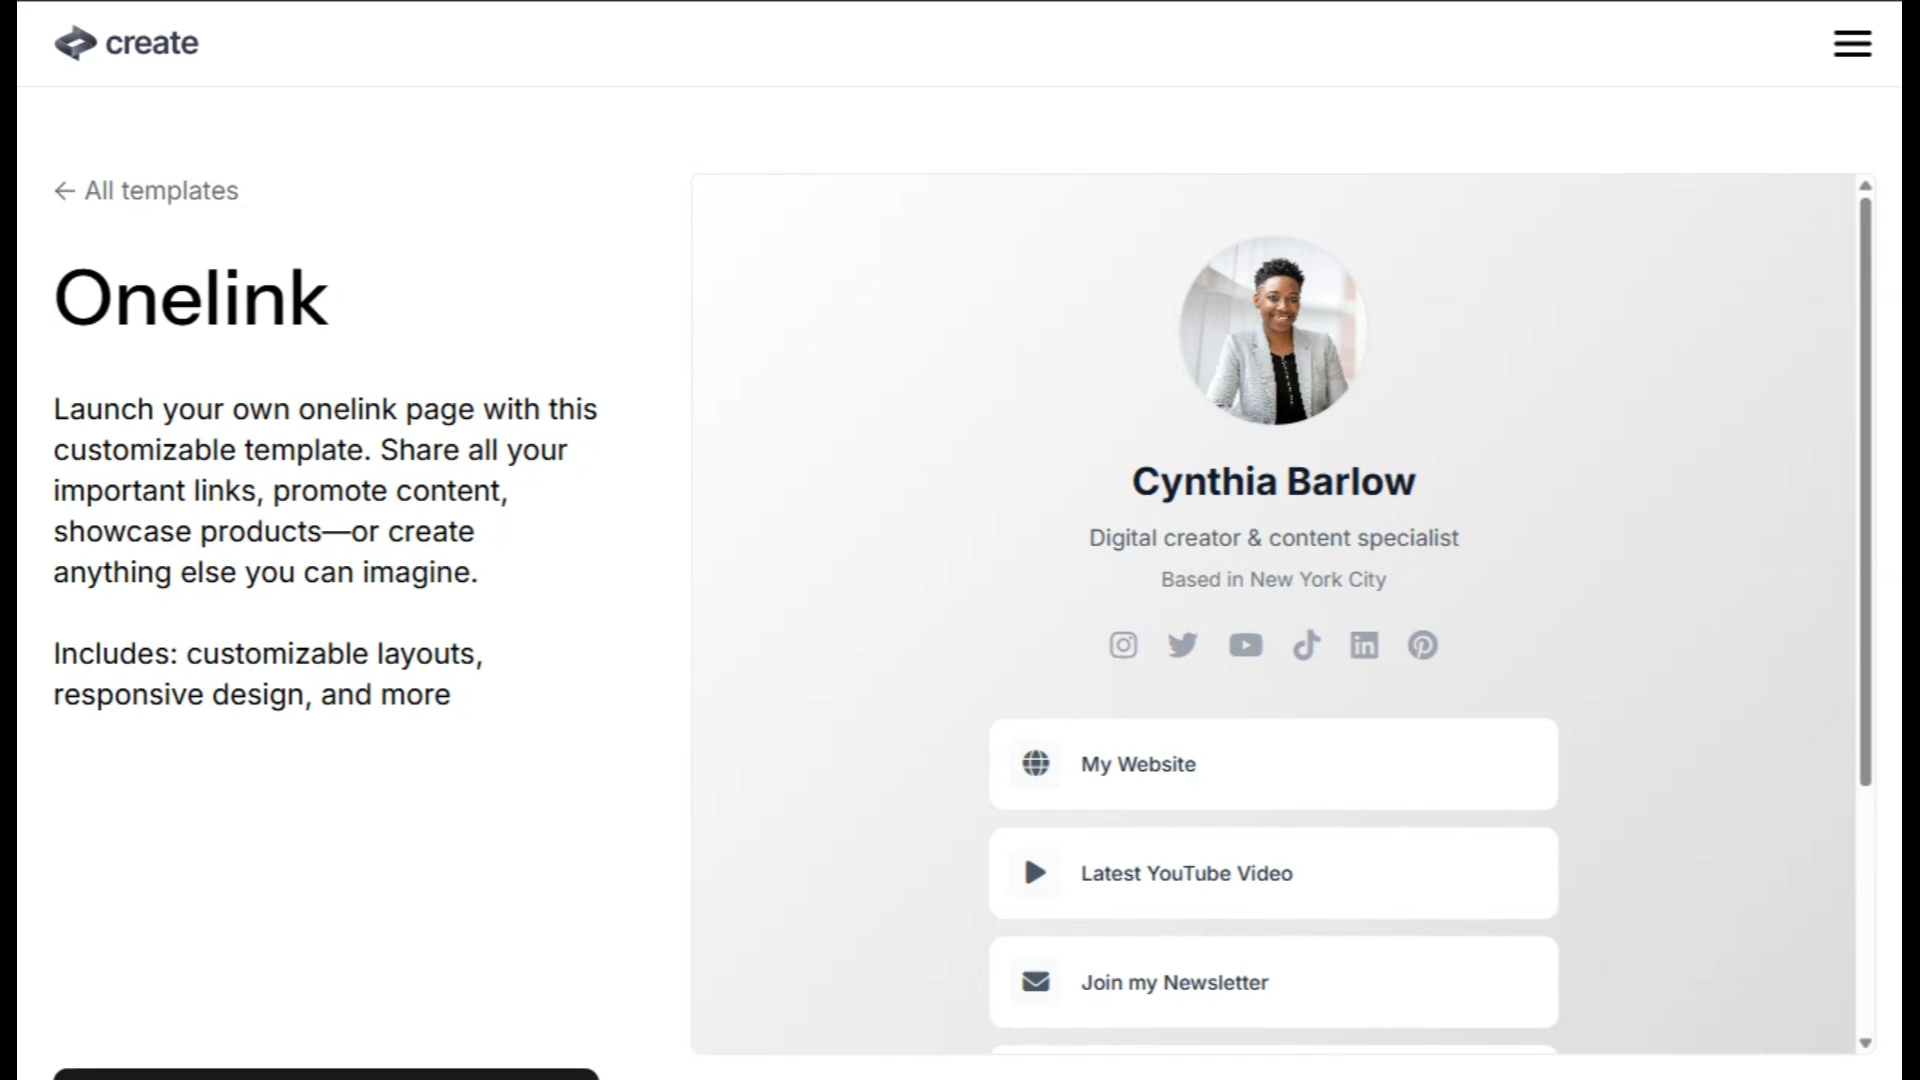 create
← All templates
Onelink
Launch your own onelink page with this
customizable template. Share all your
important links, promote content,
showcase products—or create
anything else you can imagine.
Includes: customizable layouts,
responsive design, and more
Cynthia Barlow
Digital creator & content specialist
Based in New York City
My Website
Latest YouTube Video
Join my Newsletter